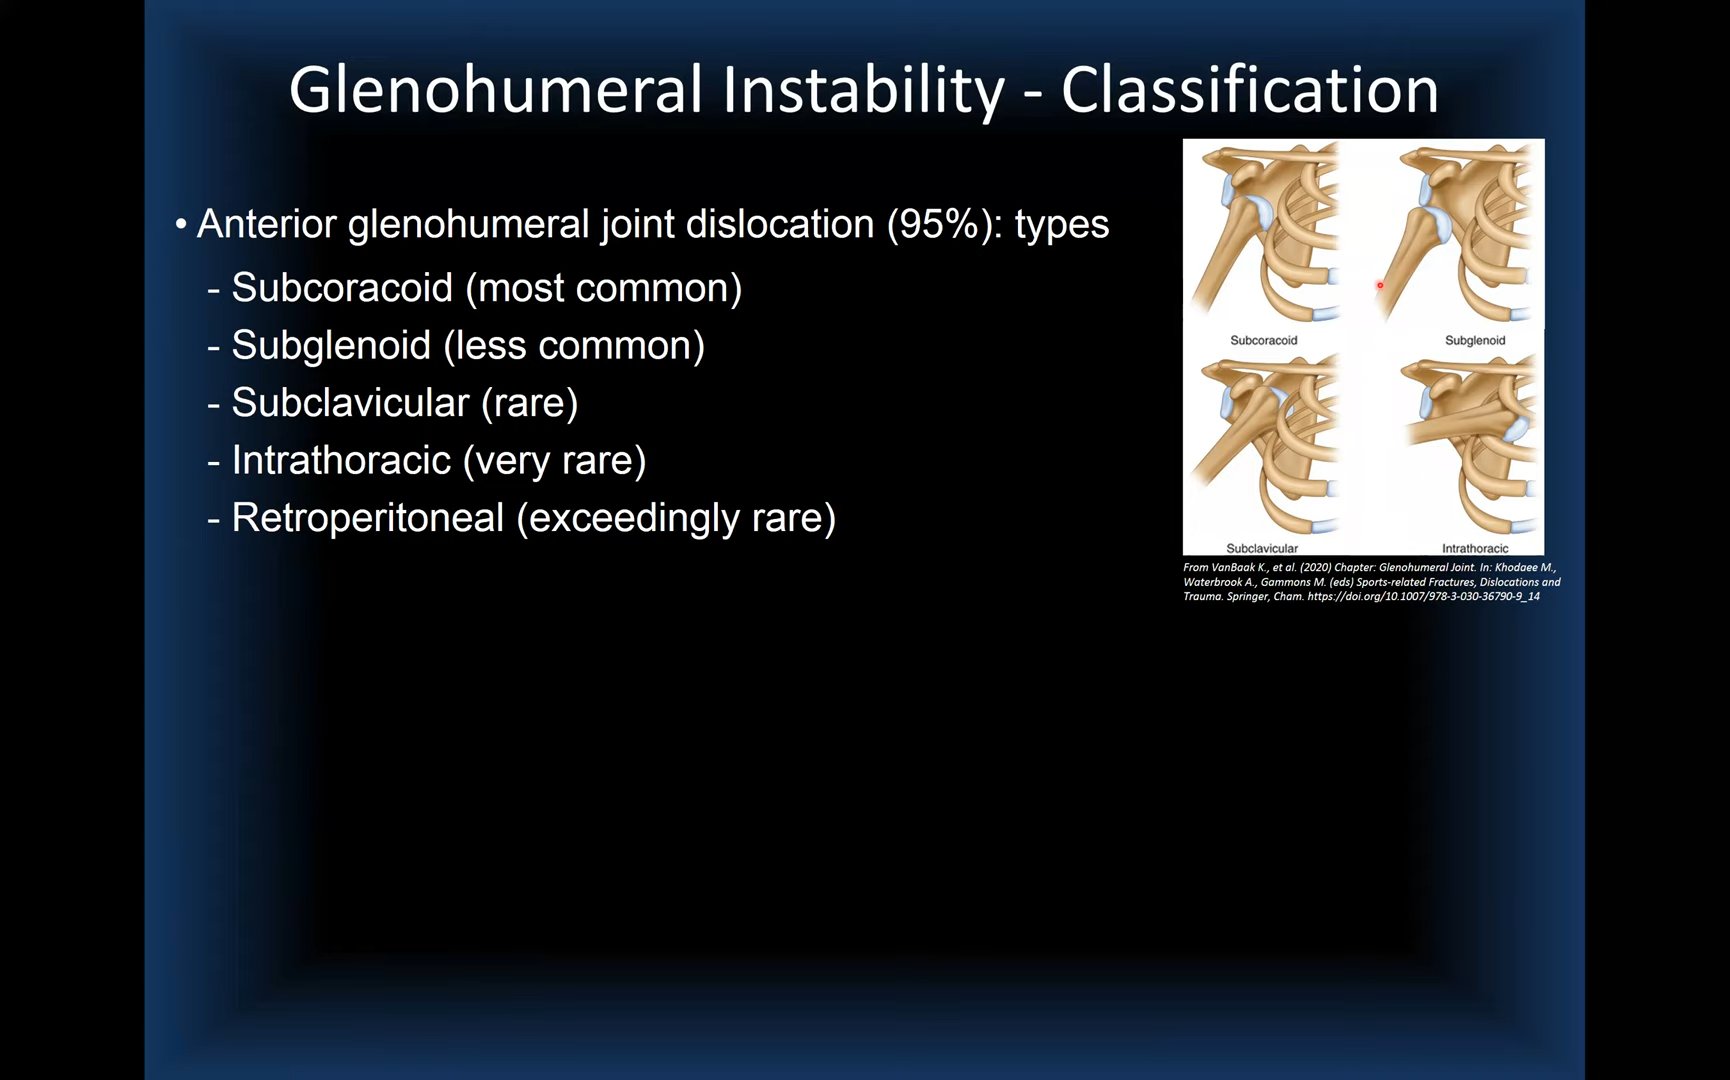 Glenohumeral Instability - Classification
• Anterior glenohumeral joint dislocation (95%): types
- Subcoracoid (most common)
- Subglenoid (less common)
- Subclavicular (rare)
- Intrathoracic (very rare)
- Retroperitoneal (exceedingly rare)
Subcoracoid
Subglenoid
Subclavicular
Intrathoracic
From VanBaak K., et al. (2020) Chapter: Glenohumeral Joint. In: Khodaee M.,
Waterbrook A., Gammons M. (eds) Sports-related Fractures, Dislocations and
Trauma. Springer, Cham. https://doi.org/10.1007/978-3-030-36790-9_14